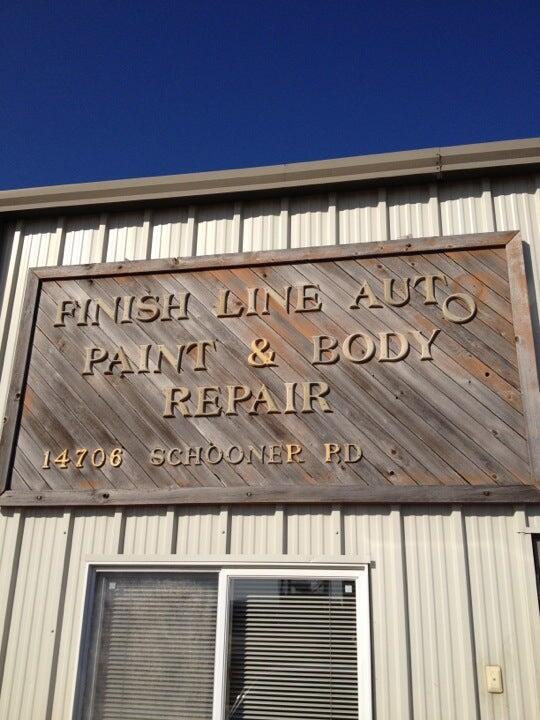 FINISH LINE AUTO
PAINT & BODY
REPAIR
14706 SCHOONER RD